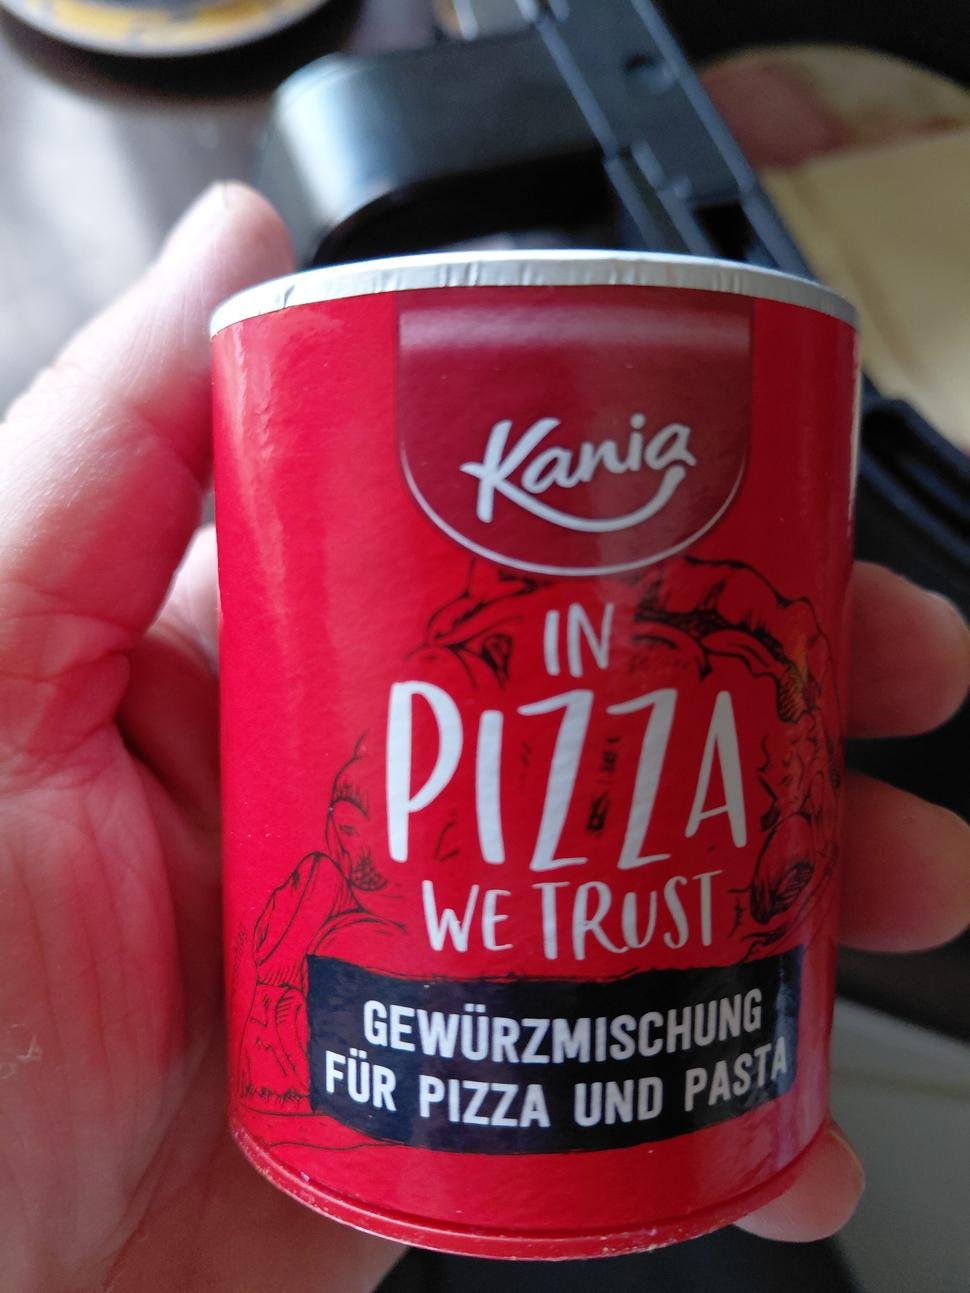 Kania
IN
PIZZA
WE TRUST
GEWÜRZMISCHUNG
FÜR PIZZA UND PASTA